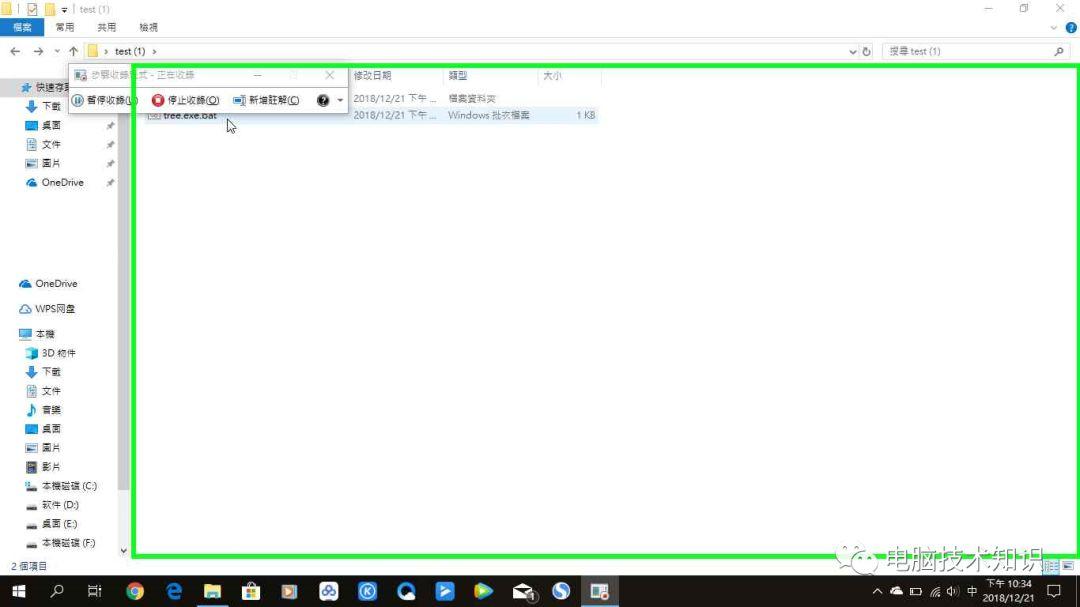 test (1)
檔案 常用 共用 檢視
test (1)
搜尋 test (1)
步驟收錄程式 - 正在收錄
暫停收錄(U) 停止收錄(O) 新增註解(C)
修改日期 類型 大小
2018/12/21 下午 ... 檔案資料夾
tree.exe.bat 2018/12/21 下午 ... Windows 批次檔案 1 KB
快速存取
下載
桌面
文件
圖片
OneDrive
OneDrive
WPS网盘
本機
3D 物件
下載
文件
音樂
桌面
圖片
影片
本機磁碟 (C:)
软件 (D:)
桌面 (E:)
本機磁碟 (F:)
2 個項目
电脑技术知识
中
下午 10:34
2018/12/21